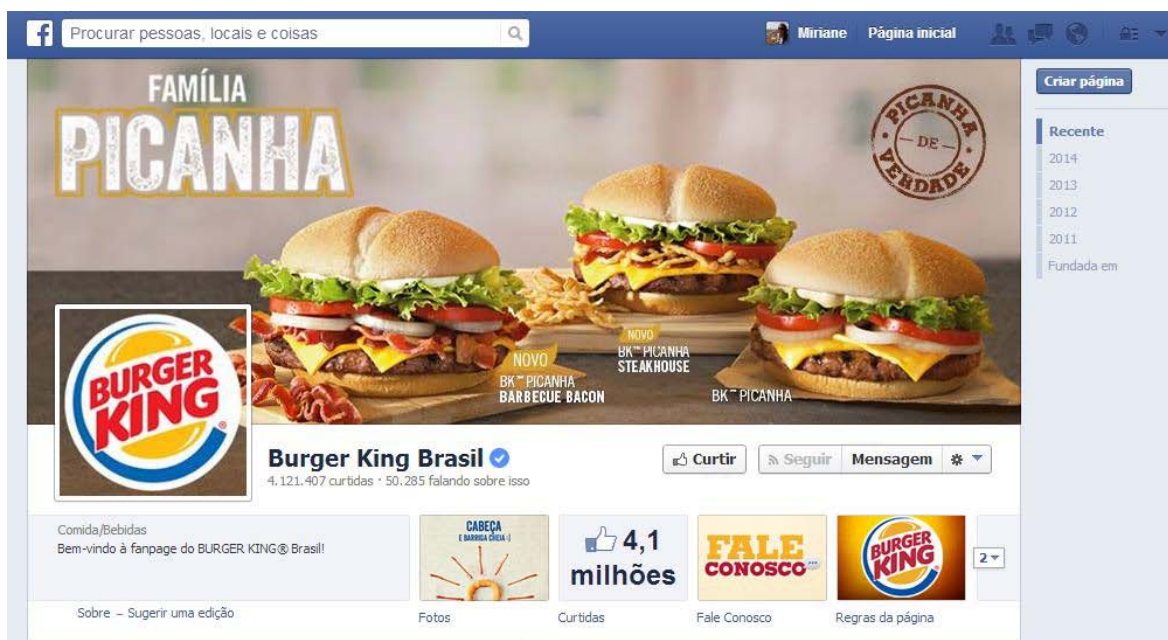 Procurar pessoas, locais e coisas
Miriane Página inicial
Criar página
Recente
2014
2013
2012
2011
Fundada em
FAMÍLIA
PICANHA
PICANHA
DE
VERDADE
NOVO
BK™ PICANHA
BARBECUE BACON
NOVO
BK™ PICANHA
STEAKHOUSE
BK™ PICANHA
BURGER
KING
®
Burger King Brasil
4.121.407 curtidas · 50.285 falando sobre isso
Curtir Seguir Mensagem
Comida/Bebidas
Bem-vindo à fanpage do BURGER KING® Brasil!
Sobre – Sugerir uma edição
CABEÇA
E BARRIGA CHEIA :)
Fotos
4,1
milhões
Curtidas
FALE
CONOSCO
Fale Conosco
BURGER
KING
Regras da página
2